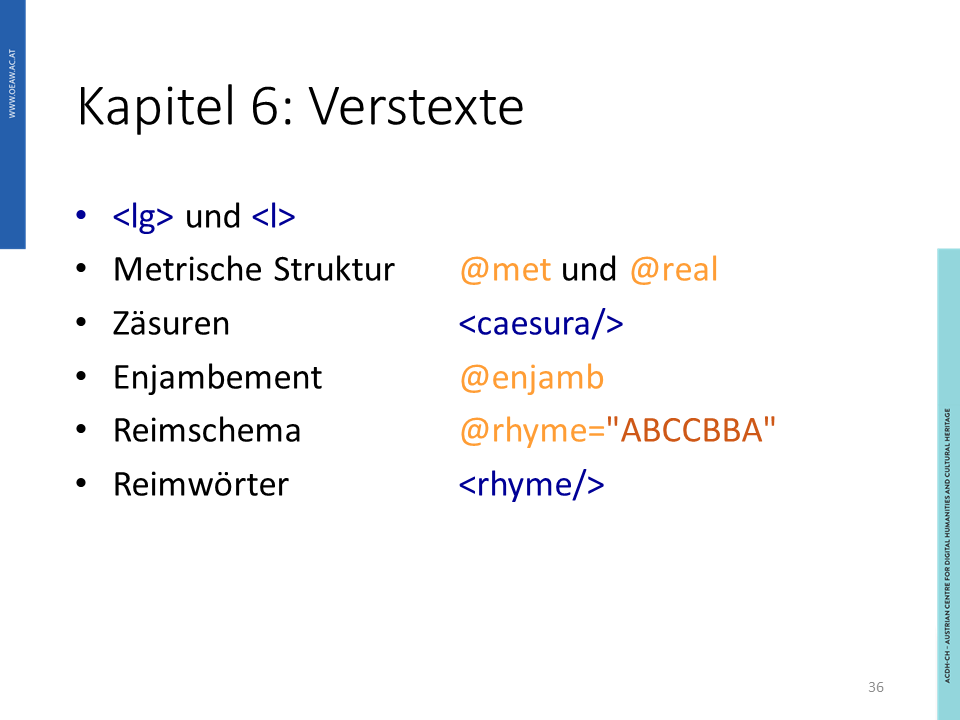 WWW.OEAW.AC.AT
Kapitel 6: Verstexte
• <lg> und <l>
• Metrische Struktur @met und @real
• Zäsuren <caesura/>
• Enjambement @enjamb
• Reimschema @rhyme="ABCCBBA"
• Reimwörter <rhyme/>
ACDH-CH – AUSTRIAN CENTRE FOR DIGITAL HUMANITIES AND CULTURAL HERITAGE
36